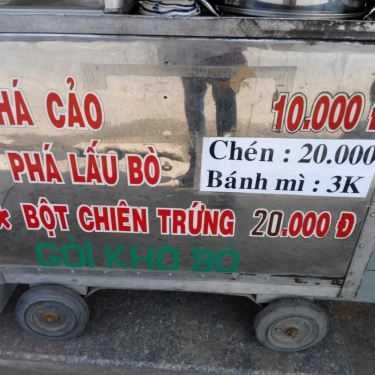 HÁ CẢO 10.000 Đ
PHÁ LẤU BÒ
Chén : 20.000
Bánh mì : 3K
BỘT CHIÊN TRỨNG 20.000 Đ
GỎI KHÔ BÒ